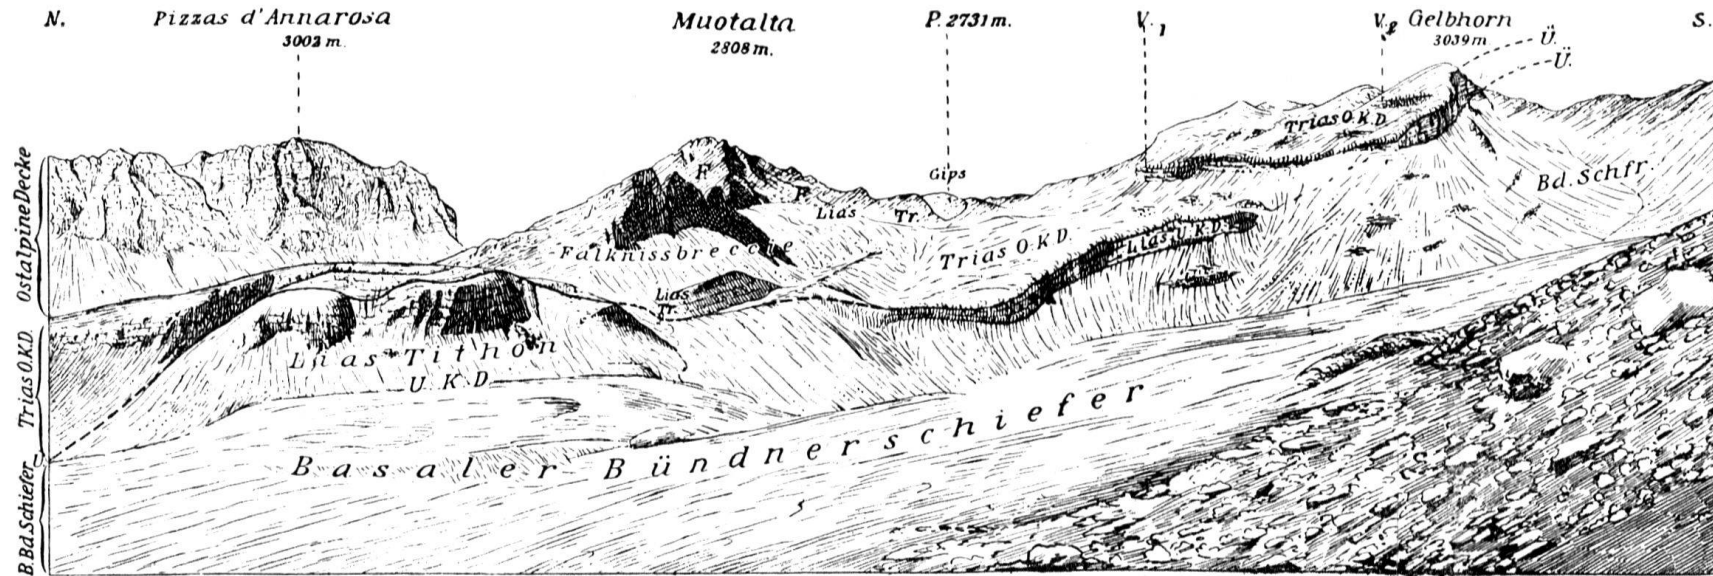 N. Pizzas d'Annarosa Muotalta P. 2731 m. V.1 V.2 Gelbhorn S.
3002 m. 2808 m. 3039 m
Ü.
Ü.
Trias O.K.D.
F. F. Gips
Bd. Schfr.
Lias Tr.
Falknissbreccie Trias O.K.D. Lias U.K.D.
Lias
Tr.
Lias-Tithon
U.K.D
Basaler Bündnerschiefer
Ostalpine Decke
Trias O.K.D.
B.Bd.Schiefer